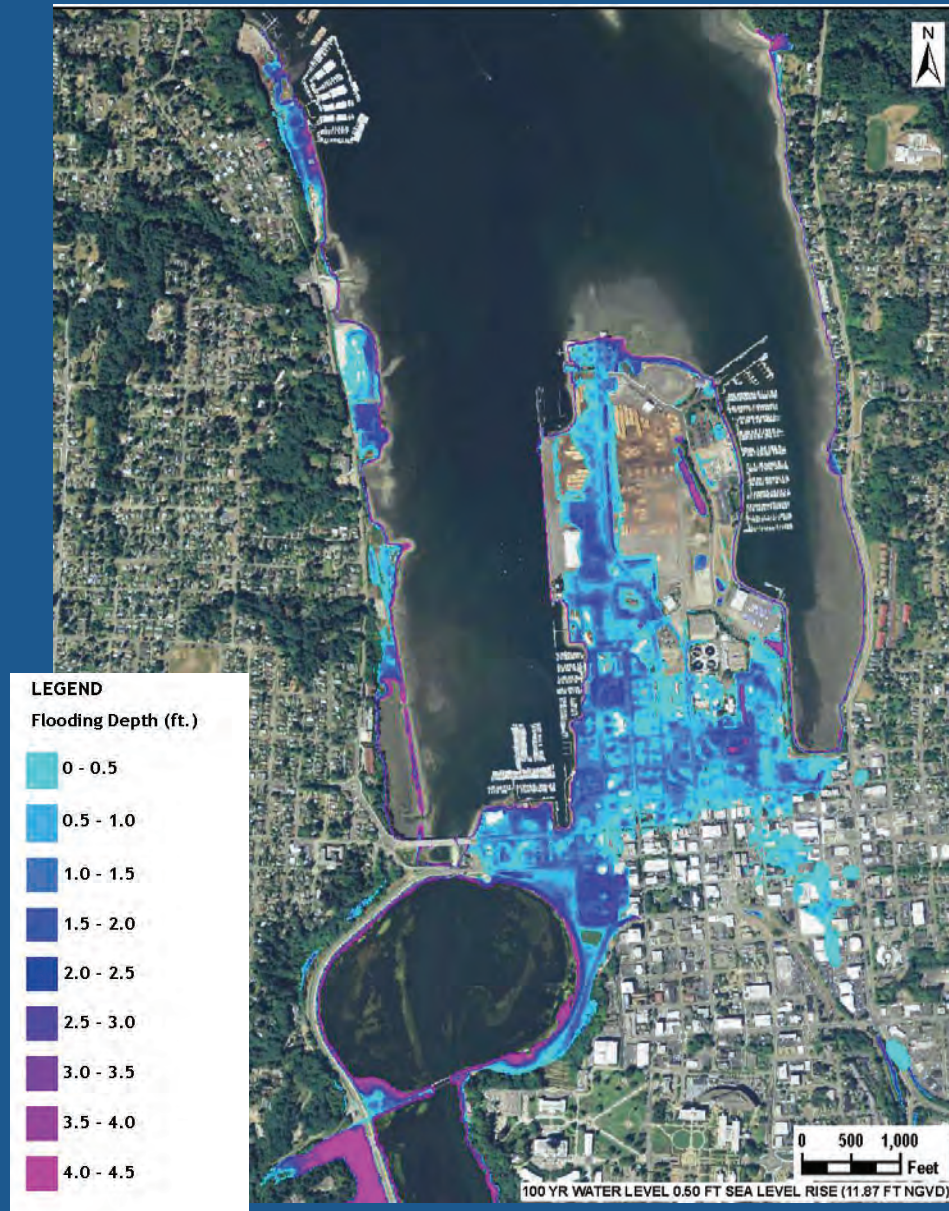 N
LEGEND
Flooding Depth (ft.)
0 - 0.5
0.5 - 1.0
1.0 - 1.5
1.5 - 2.0
2.0 - 2.5
2.5 - 3.0
3.0 - 3.5
3.5 - 4.0
4.0 - 4.5
0 500 1,000
Feet
100 YR WATER LEVEL 0.50 FT SEA LEVEL RISE (11.87 FT NGVD)